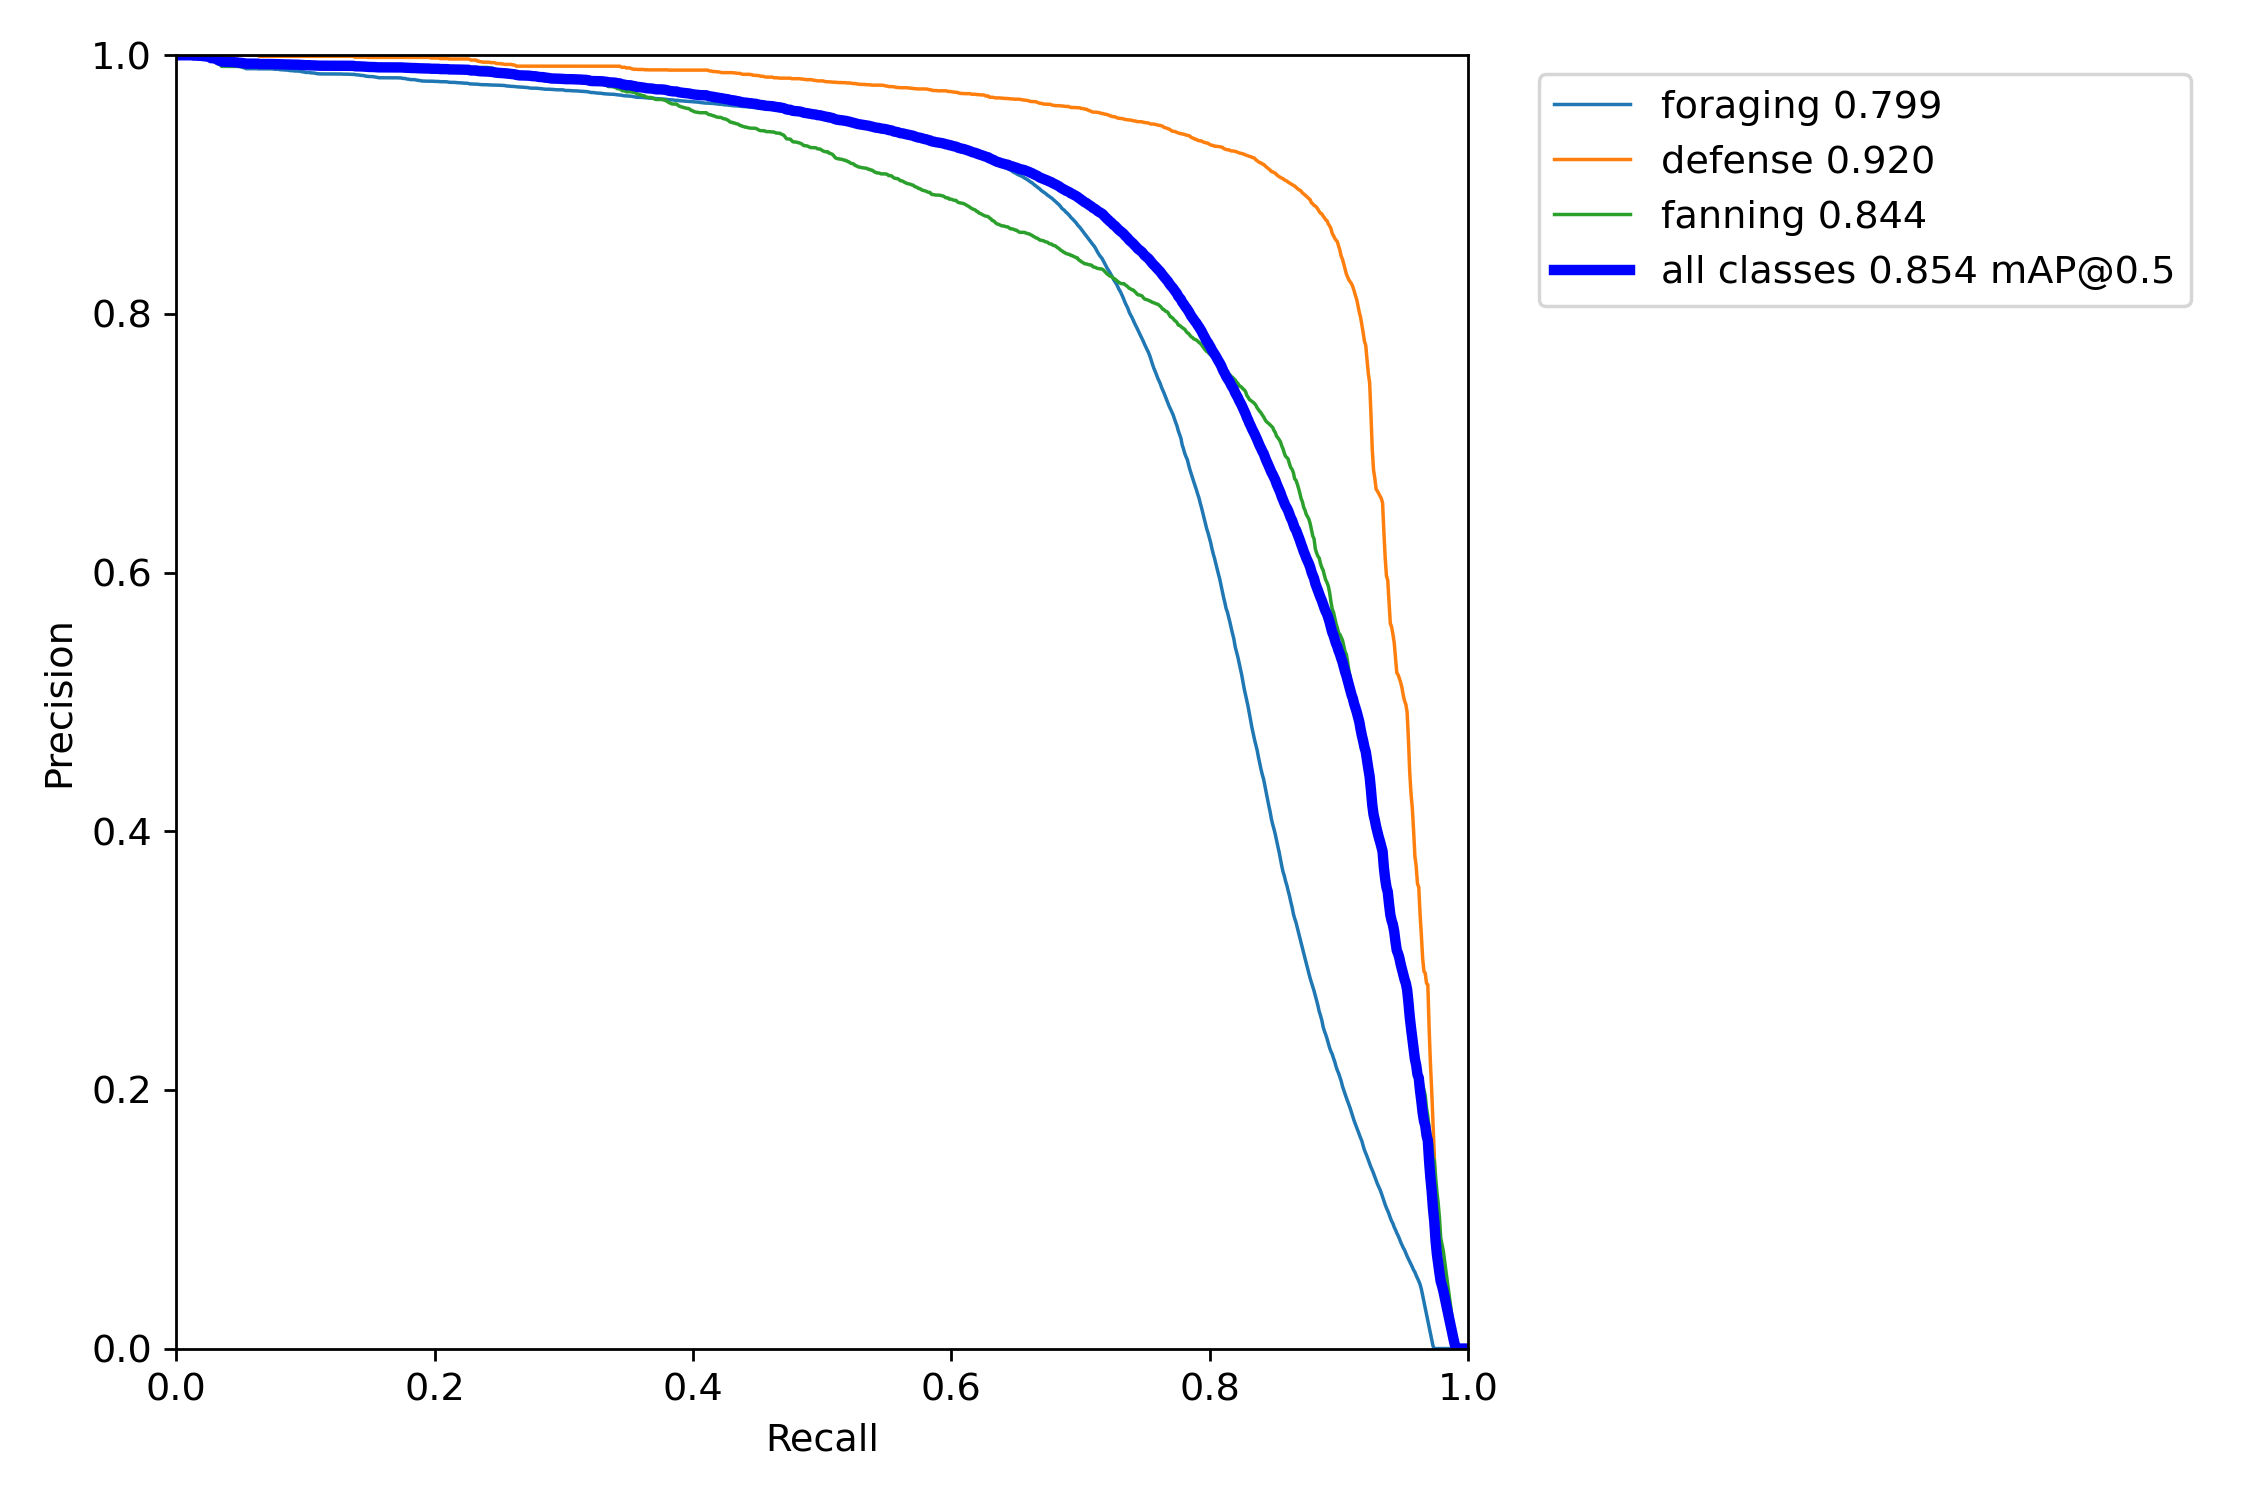 1.0
0.8
0.6
0.4
0.2
0.0
Precision
0.0 0.2 0.4 0.6 0.8 1.0
Recall
foraging 0.799
defense 0.920
fanning 0.844
all classes 0.854 mAP@0.5